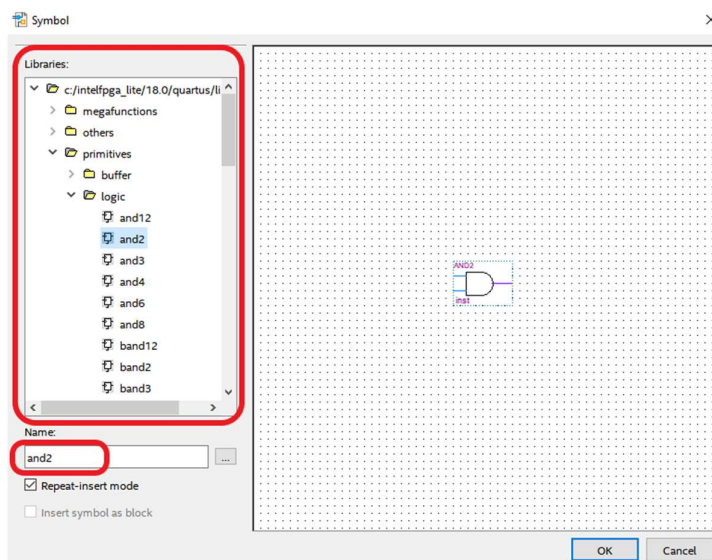 Symbol
Libraries:
c:/intelfpga_lite/18.0/quartus/li
megafunctions
others
primitives
buffer
logic
and12
and2
and3
and4
and6
and8
band12
band2
band3
Name:
and2
...
Repeat-insert mode
Insert symbol as block
AND2
inst
OK
Cancel